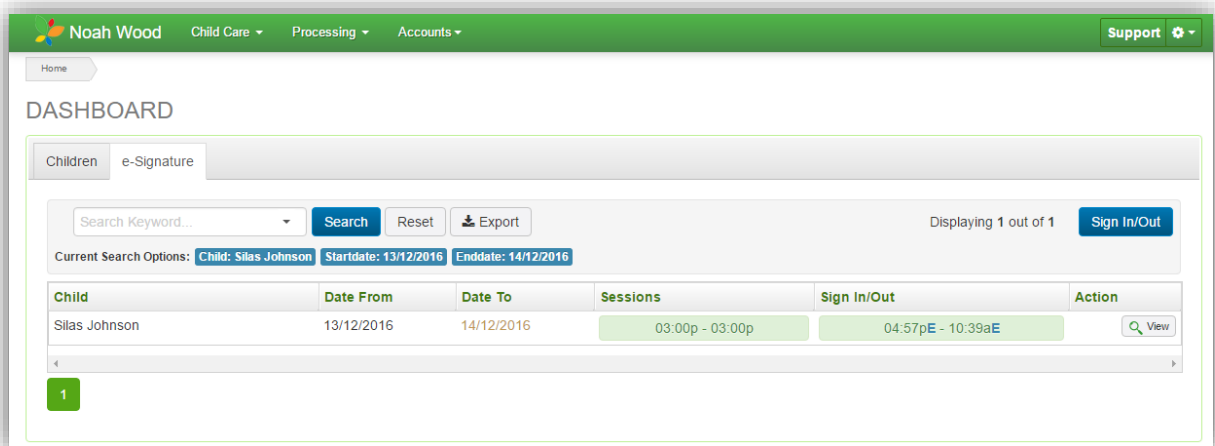 Noah Wood Child Care Processing Accounts Support
Home
DASHBOARD
Children e-Signature
Search Keyword... Search Reset Export Displaying 1 out of 1 Sign In/Out
Current Search Options: Child: Silas Johnson Startdate: 13/12/2016 Enddate: 14/12/2016
Child Date From Date To Sessions Sign In/Out Action
Silas Johnson 13/12/2016 14/12/2016 03:00p - 03:00p 04:57pE - 10:39aE View
1